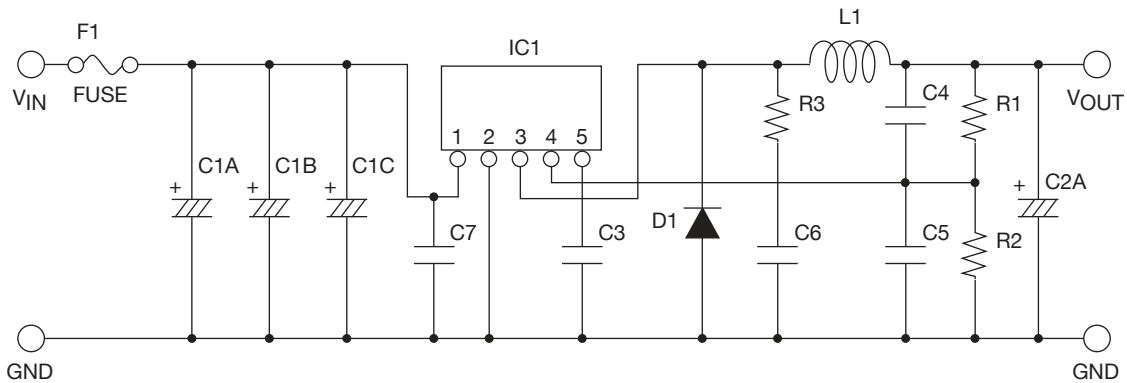 F1
IC1
L1
VIN
FUSE
R3
C4
R1
VOUT
1 2 3 4 5
+ C1A
+ C1B
+ C1C
+ C2A
C7
C3
D1
C6
C5
R2
GND
GND